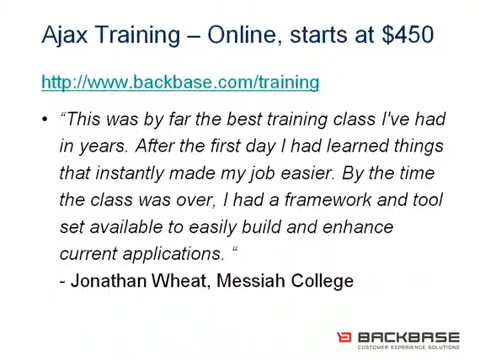 Ajax Training – Online, starts at $450
http://www.backbase.com/training
• “This was by far the best training class I've had
in years. After the first day I had learned things
that instantly made my job easier. By the time
the class was over, I had a framework and tool
set available to easily build and enhance
current applications. “
- Jonathan Wheat, Messiah College
BACKBASE
CUSTOMER EXPERIENCE SOLUTIONS